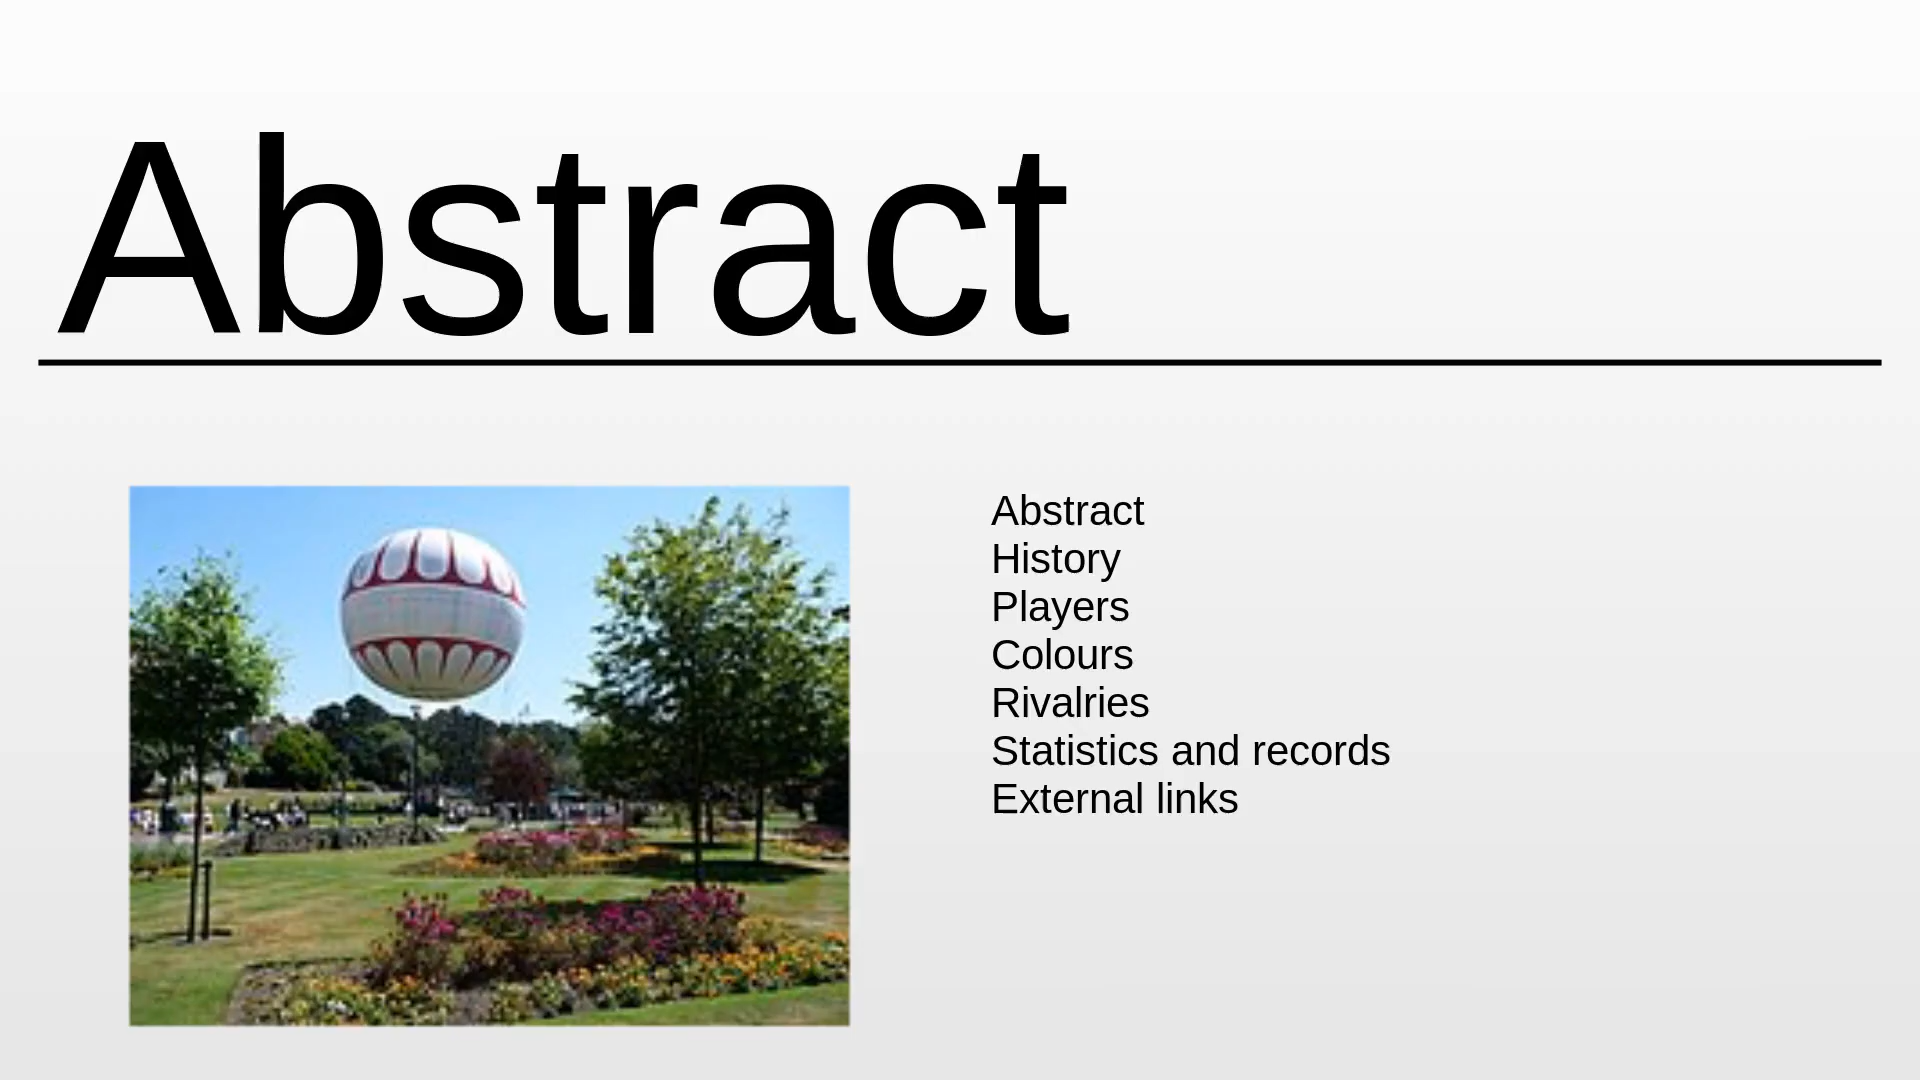 Abstract
Abstract
History
Players
Colours
Rivalries
Statistics and records
External links